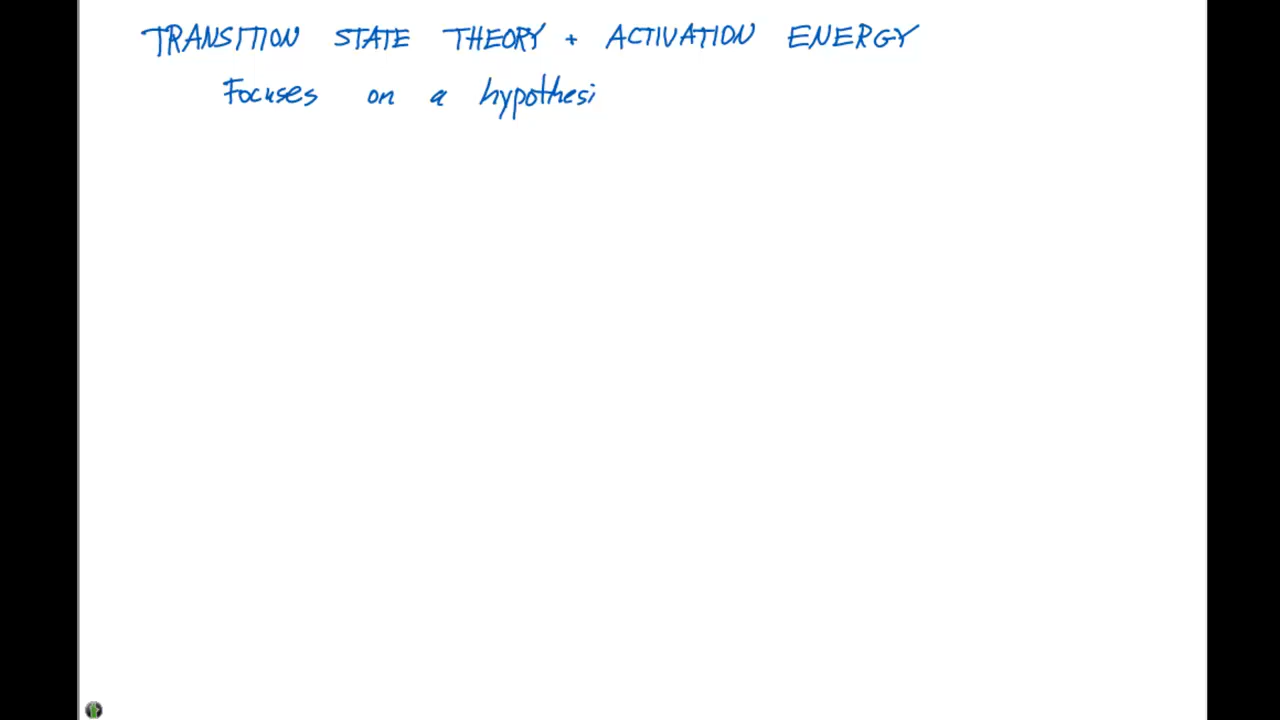 TRANSITION STATE THEORY + ACTIVATION ENERGY
Focuses on a hypothesi